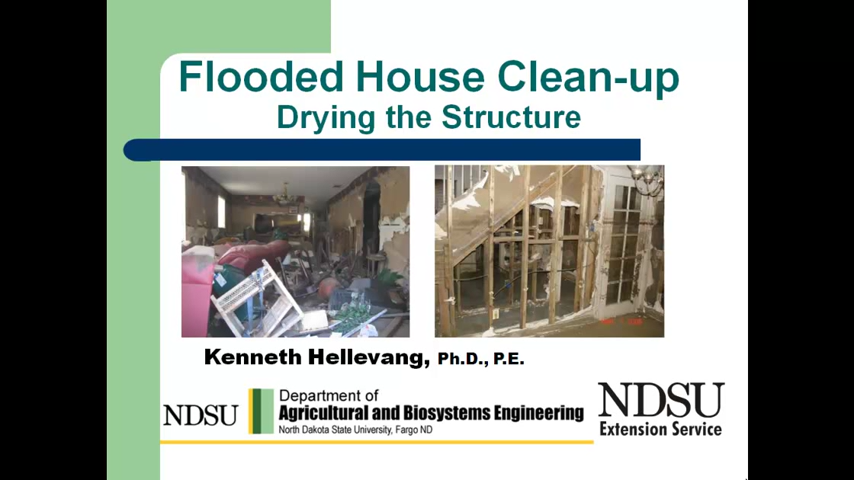 Flooded House Clean-up
Drying the Structure
Kenneth Hellevang, Ph.D., P.E.
NDSU
Department of
Agricultural and Biosystems Engineering
North Dakota State University, Fargo ND
NDSU
Extension Service